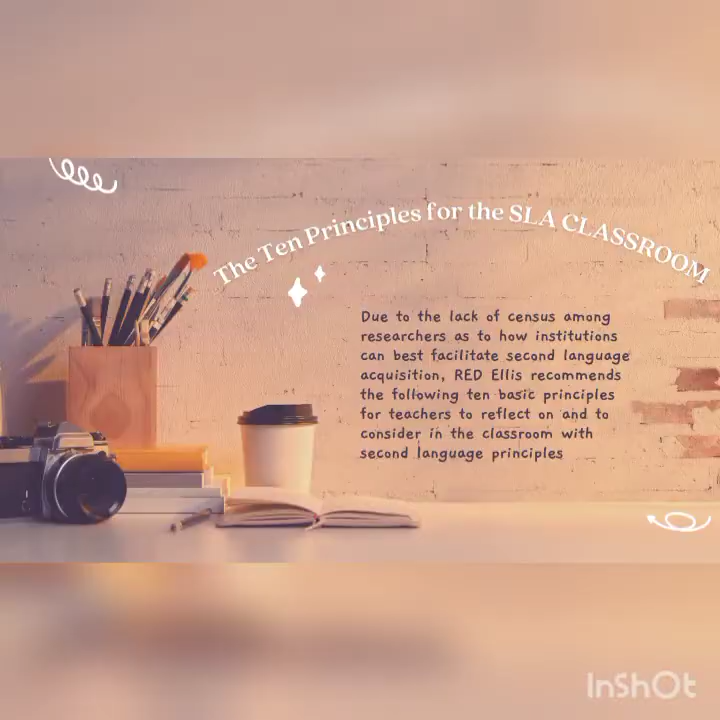 The Ten Principles for the SLA CLASSROOM
Due to the lack of census among
researchers as to how institutions
can best facilitate second language
acquisition, RED Ellis recommends
the following ten basic principles
for teachers to reflect on and to
consider in the classroom with
second language principles
InShOt